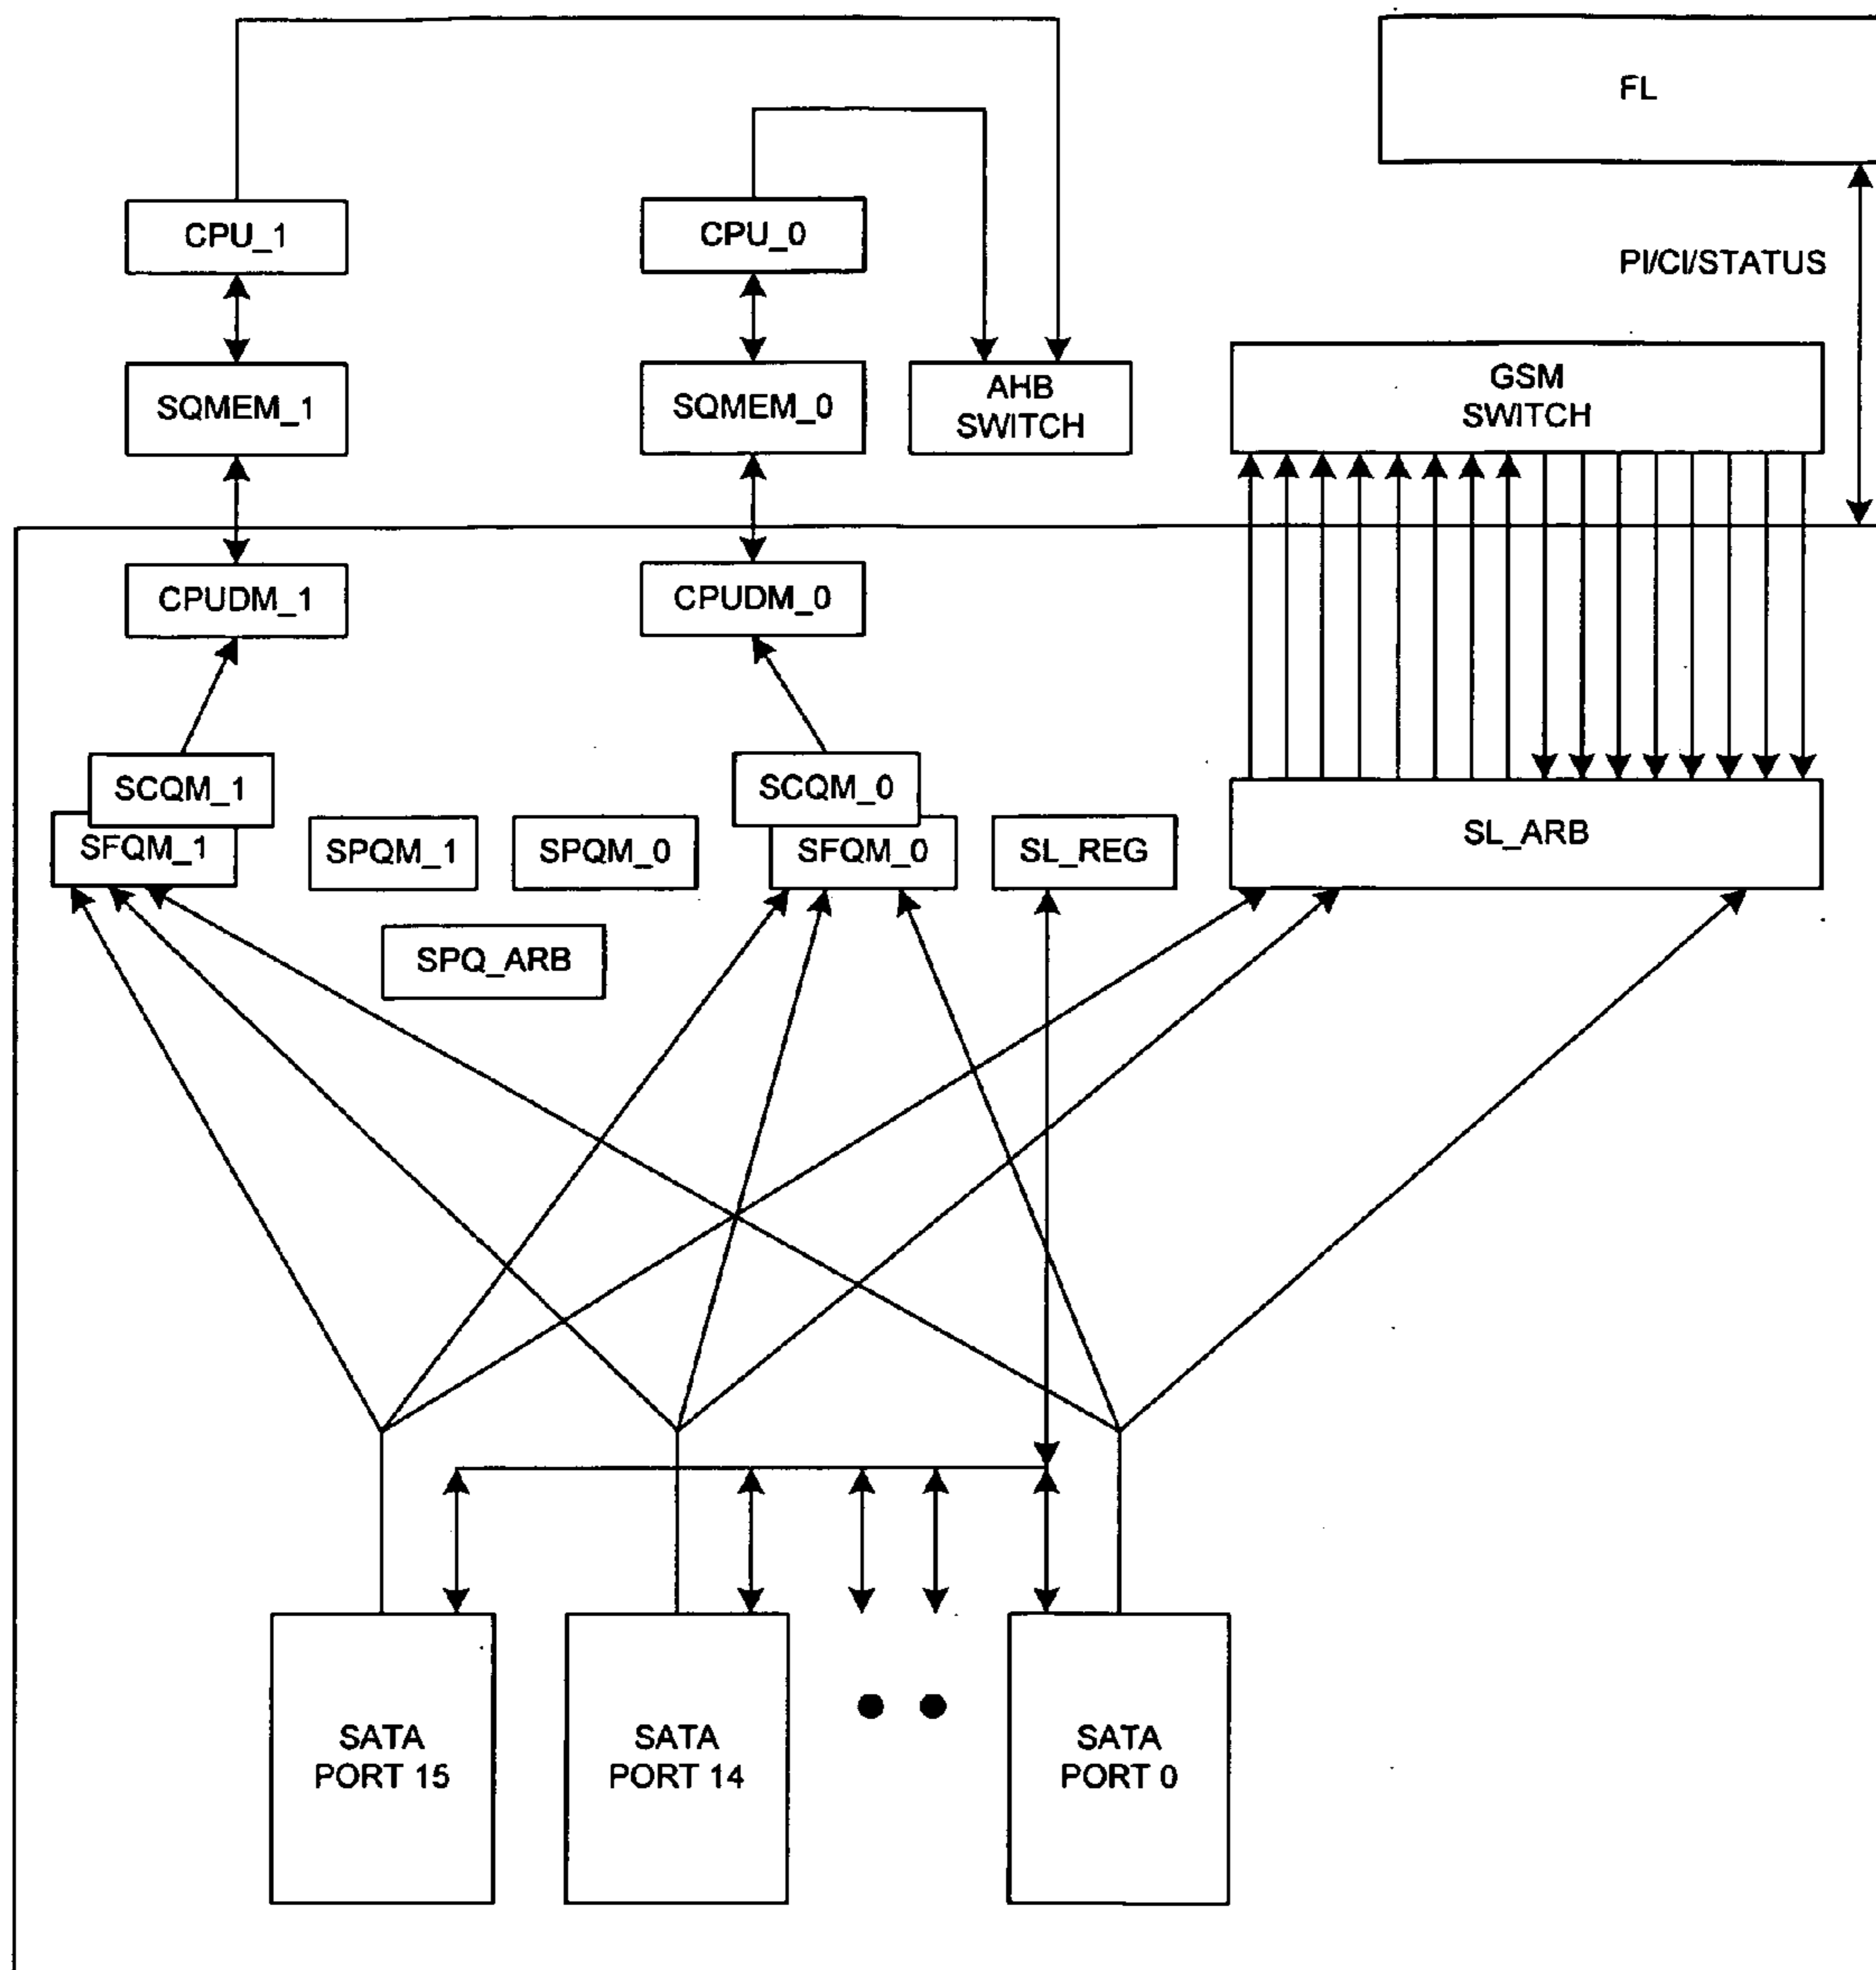 FL
CPU_1
CPU_0
PI/CI/STATUS
SQMEM_1
SQMEM_0
AHB
SWITCH
GSM
SWITCH
CPUDM_1
CPUDM_0
SCQM_1
SCQM_0
SFQM_1
SPQM_1
SPQM_0
SFQM_0
SL_REG
SL_ARB
SPQ_ARB
SATA
PORT 15
SATA
PORT 14
SATA
PORT 0